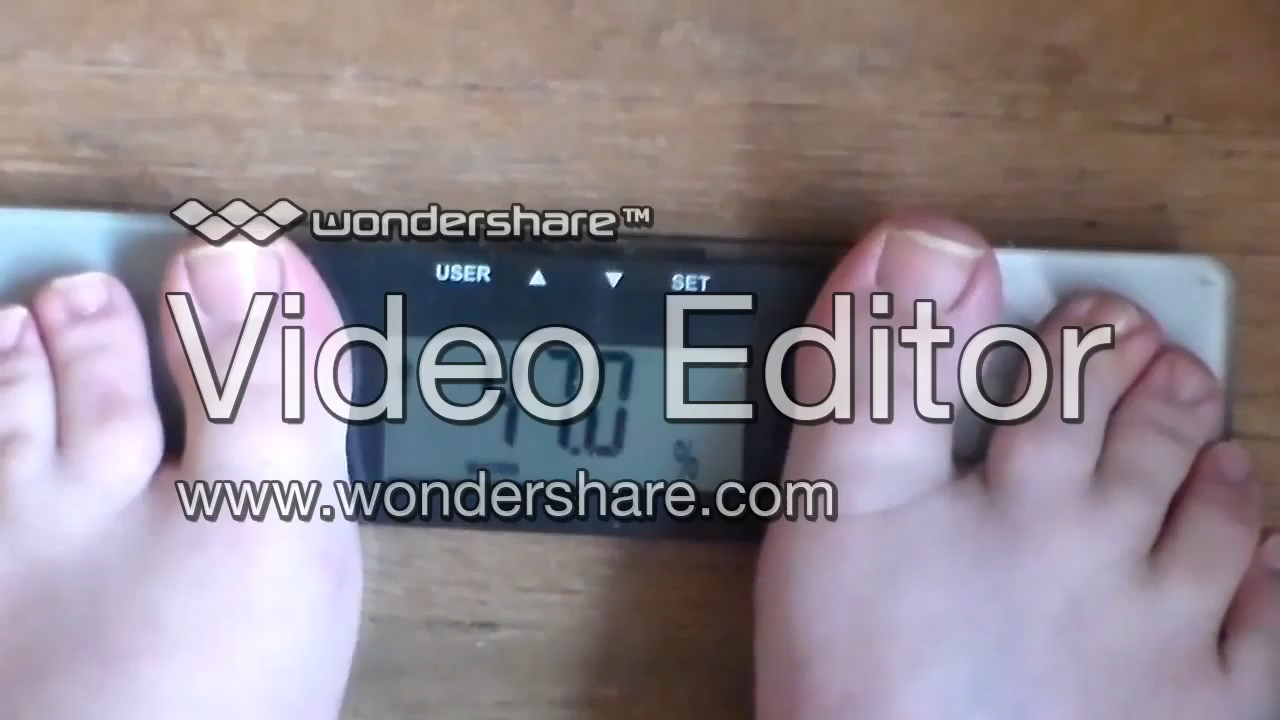 wondershare™
USER ▲ ▼ SET
Video Editor
%
www.wondershare.com